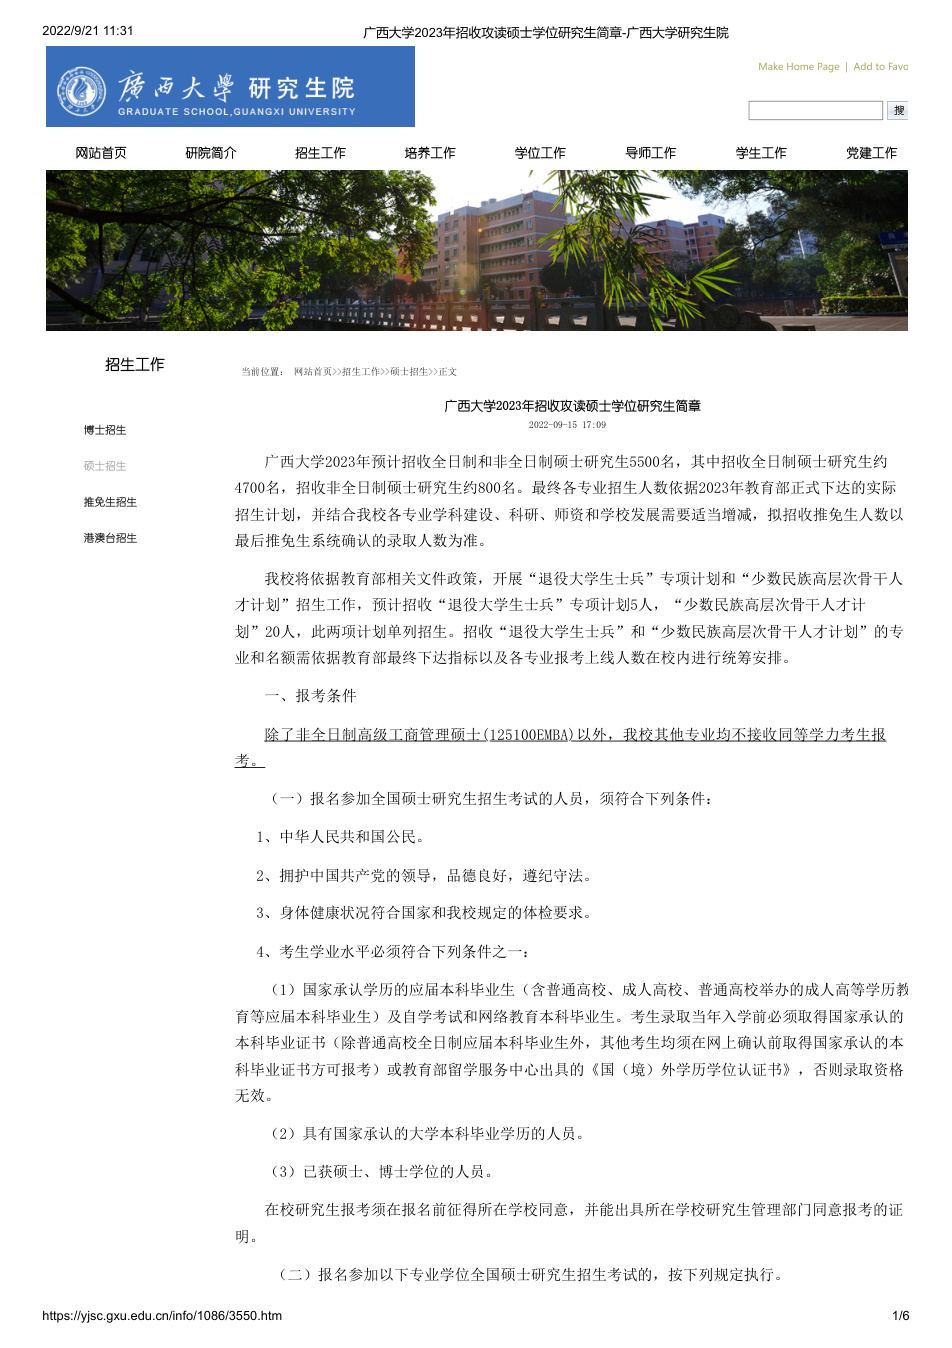 2022/9/21 11:31
广西大学2023年招收攻读硕士学位研究生简章-广西大学研究生院
廣西大學 研究生院
GRADUATE SCHOOL,GUANGXI UNIVERSITY
Make Home Page | Add to Favo
搜
网站首页 研院简介 招生工作 培养工作 学位工作 导师工作 学生工作 党建工作
招生工作
博士招生
硕士招生
推免生招生
港澳台招生
当前位置： 网站首页>>招生工作>>硕士招生>>正文
广西大学2023年招收攻读硕士学位研究生简章
2022-09-15 17:09
广西大学2023年预计招收全日制和非全日制硕士研究生5500名，其中招收全日制硕士研究生约
4700名，招收非全日制硕士研究生约800名。最终各专业招生人数依据2023年教育部正式下达的实际
招生计划，并结合我校各专业学科建设、科研、师资和学校发展需要适当增减，拟招收推免生人数以
最后推免生系统确认的录取人数为准。
我校将依据教育部相关文件政策，开展“退役大学生士兵”专项计划和“少数民族高层次骨干人
才计划”招生工作，预计招收“退役大学生士兵”专项计划5人，“少数民族高层次骨干人才计
划”20人，此两项计划单列招生。招收“退役大学生士兵”和“少数民族高层次骨干人才计划”的专
业和名额需依据教育部最终下达指标以及各专业报考上线人数在校内进行统筹安排。
一、报考条件
除了非全日制高级工商管理硕士(125100EMBA)以外，我校其他专业均不接收同等学力考生报
考。
（一）报名参加全国硕士研究生招生考试的人员，须符合下列条件：
1、中华人民共和国公民。
2、拥护中国共产党的领导，品德良好，遵纪守法。
3、身体健康状况符合国家和我校规定的体检要求。
4、考生学业水平必须符合下列条件之一：
（1）国家承认学历的应届本科毕业生（含普通高校、成人高校、普通高校举办的成人高等学历教
育等应届本科毕业生）及自学考试和网络教育本科毕业生。考生录取当年入学前必须取得国家承认的
本科毕业证书（除普通高校全日制应届本科毕业生外，其他考生均须在网上确认前取得国家承认的本
科毕业证书方可报考）或教育部留学服务中心出具的《国（境）外学历学位认证书》，否则录取资格
无效。
（2）具有国家承认的大学本科毕业学历的人员。
（3）已获硕士、博士学位的人员。
在校研究生报考须在报名前征得所在学校同意，并能出具所在学校研究生管理部门同意报考的证
明。
（二）报名参加以下专业学位全国硕士研究生招生考试的，按下列规定执行。
https://yjsc.gxu.edu.cn/info/1086/3550.htm
1/6